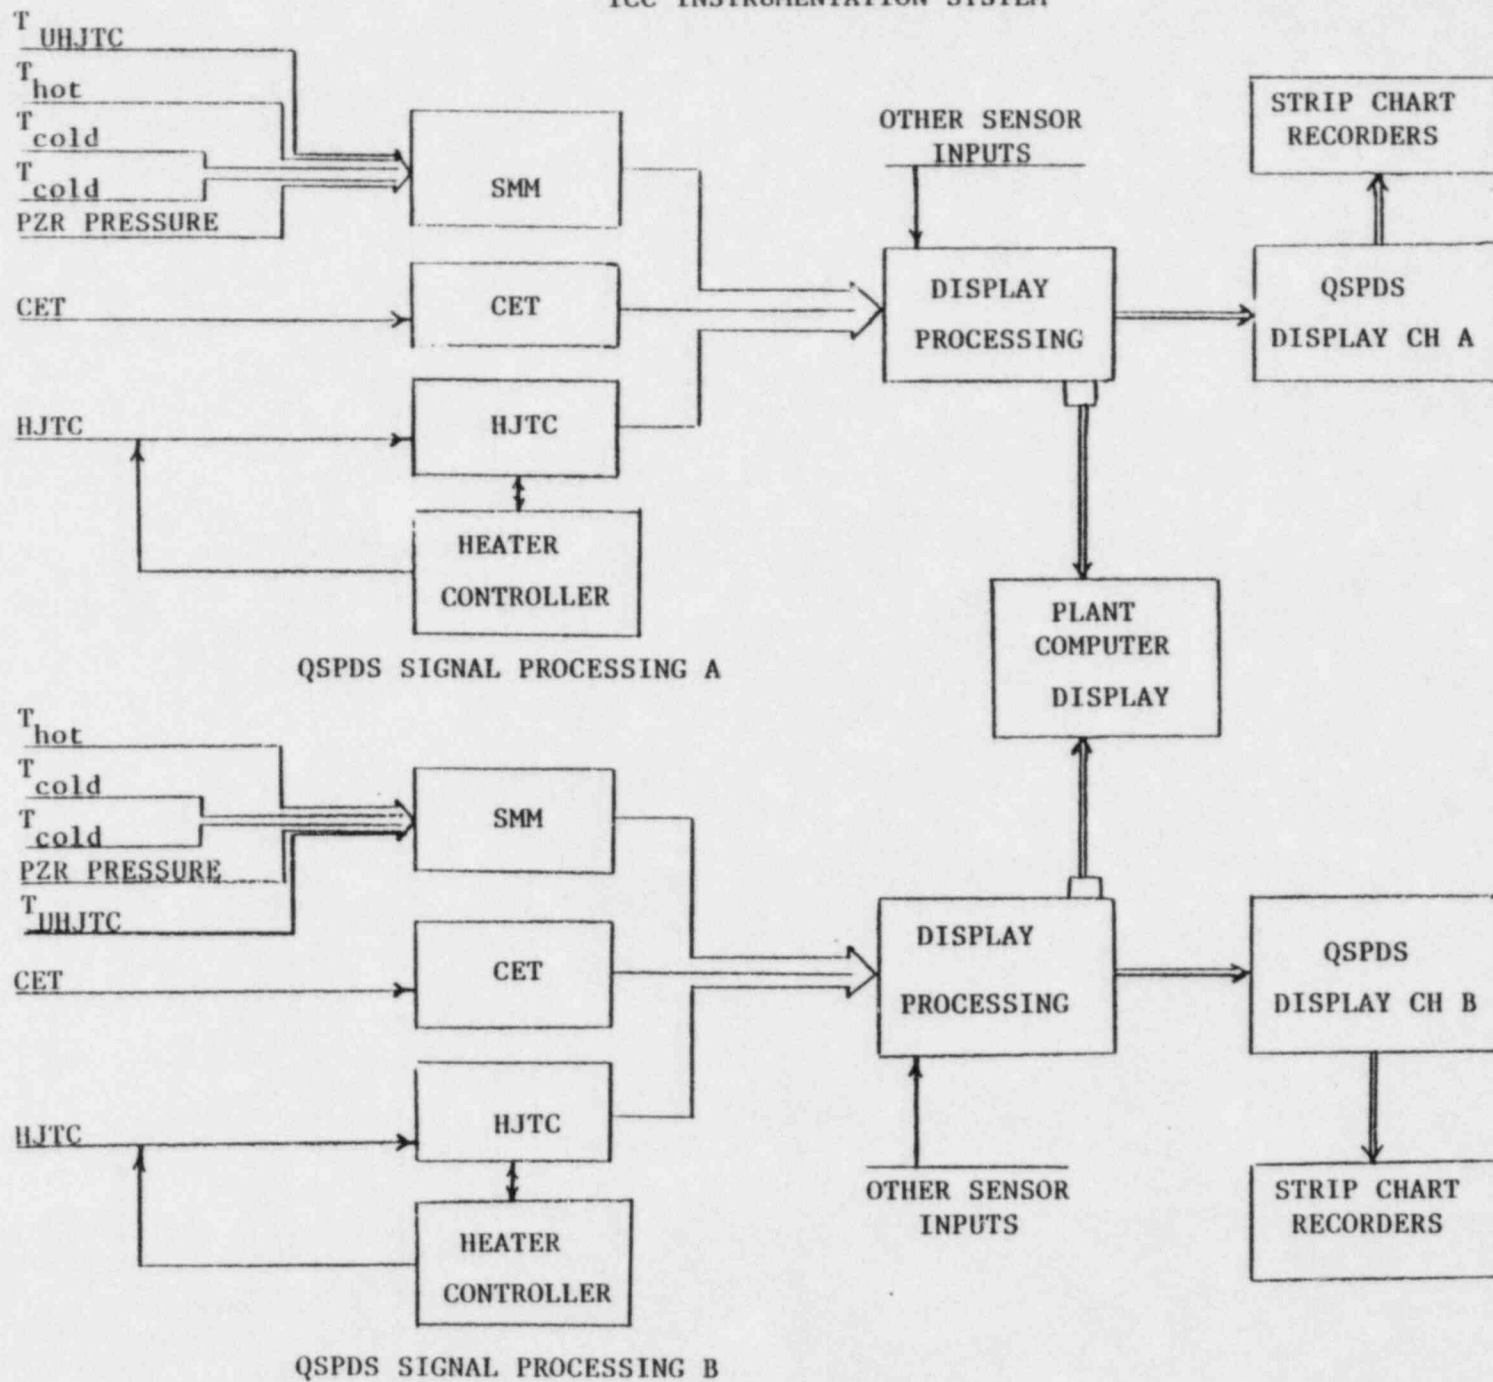 ICC INSTRUMENTATION SYSTEM
T UHJTC
T hot
T cold
T cold
PZR PRESSURE
SMM
CET
CET
HJTC
HJTC
HEATER
CONTROLLER
QSPDS SIGNAL PROCESSING A
OTHER SENSOR
INPUTS
DISPLAY
PROCESSING
STRIP CHART
RECORDERS
QSPDS
DISPLAY CH A
PLANT
COMPUTER
DISPLAY
T hot
T cold
T cold
PZR PRESSURE
T UHJTC
SMM
CET
CET
HJTC
HJTC
HEATER
CONTROLLER
QSPDS SIGNAL PROCESSING B
DISPLAY
PROCESSING
OTHER SENSOR
INPUTS
QSPDS
DISPLAY CH B
STRIP CHART
RECORDERS